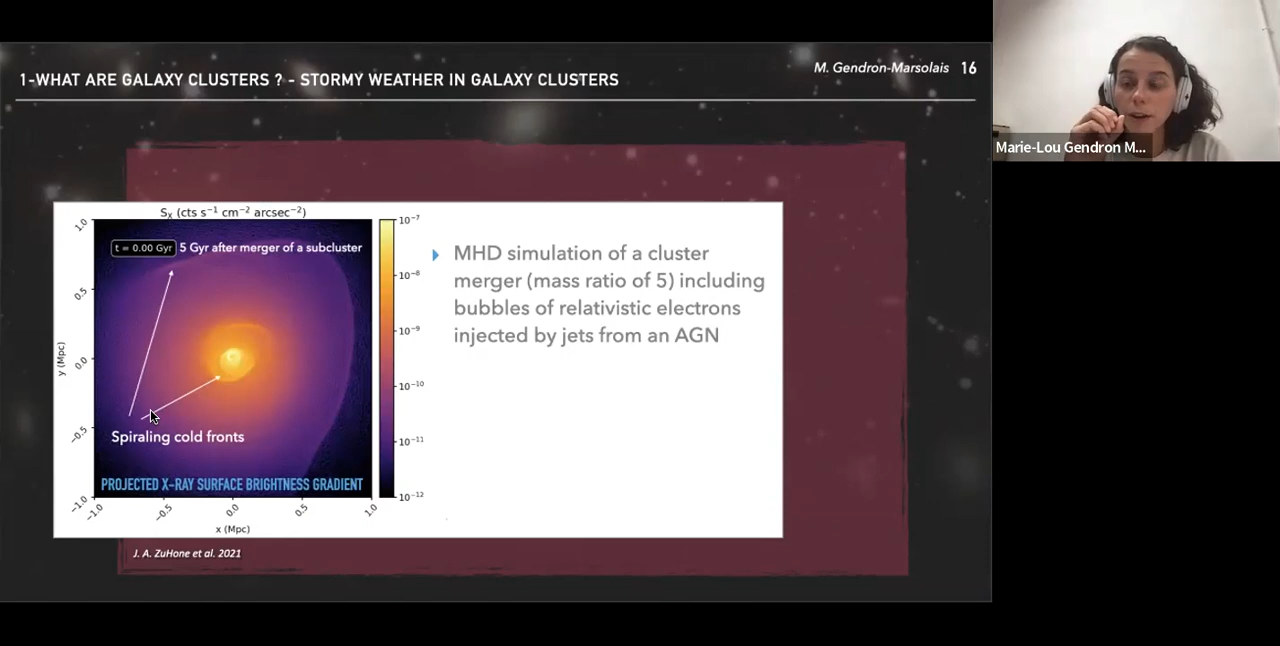 1-WHAT ARE GALAXY CLUSTERS ? - STORMY WEATHER IN GALAXY CLUSTERS
M. Gendron-Marsolais 16
Marie-Lou Gendron M...
Sₓ (cts s⁻¹ cm⁻² arcsec⁻²)
t = 0.00 Gyr 5 Gyr after merger of a subcluster
Spiraling cold fronts
PROJECTED X-RAY SURFACE BRIGHTNESS GRADIENT
y (Mpc)
1.0
0.5
0.0
−0.5
−1.0
−1.0 −0.5 0.0 0.5 1.0
x (Mpc)
10⁻⁷
10⁻⁸
10⁻⁹
10⁻¹⁰
10⁻¹¹
10⁻¹²
MHD simulation of a cluster
merger (mass ratio of 5) including
bubbles of relativistic electrons
injected by jets from an AGN
J. A. ZuHone et al. 2021